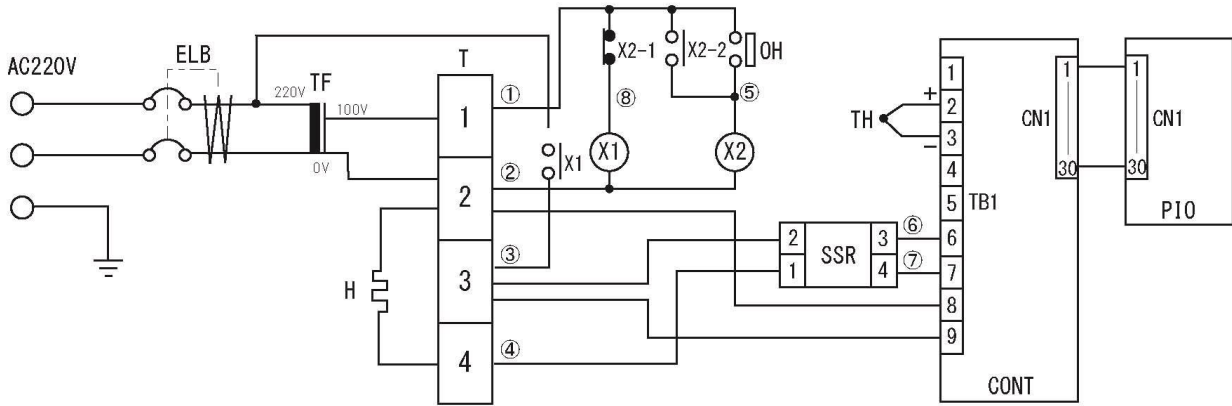 AC220V
ELB
TF
220V
100V
0V
T
1
2
3
4
①
②
③
④
H
X1
X2-1
X2-2
OH
⑧
⑤
X1
X2
2
1
SSR
3
4
⑥
⑦
TH
+
−
1
2
3
4
5
6
7
8
9
TB1
CONT
1
30
CN1
1
30
CN1
PIO